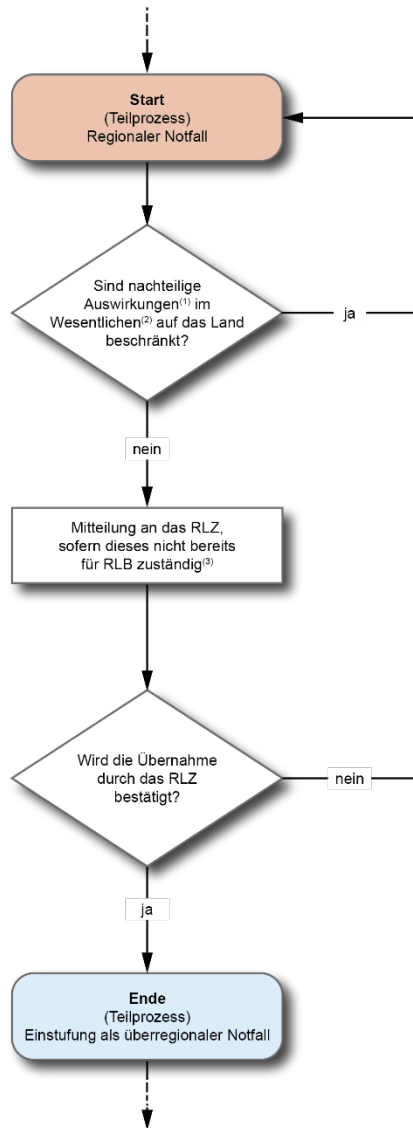 Start
(Teilprozess)
Regionaler Notfall
Sind nachteilige
Auswirkungen⁽¹⁾ im
Wesentlichen⁽²⁾ auf das Land
beschränkt?
ja
nein
Mitteilung an das RLZ,
sofern dieses nicht bereits
für RLB zuständig⁽³⁾
Wird die Übernahme
durch das RLZ
bestätigt?
nein
ja
Ende
(Teilprozess)
Einstufung als überregionaler Notfall